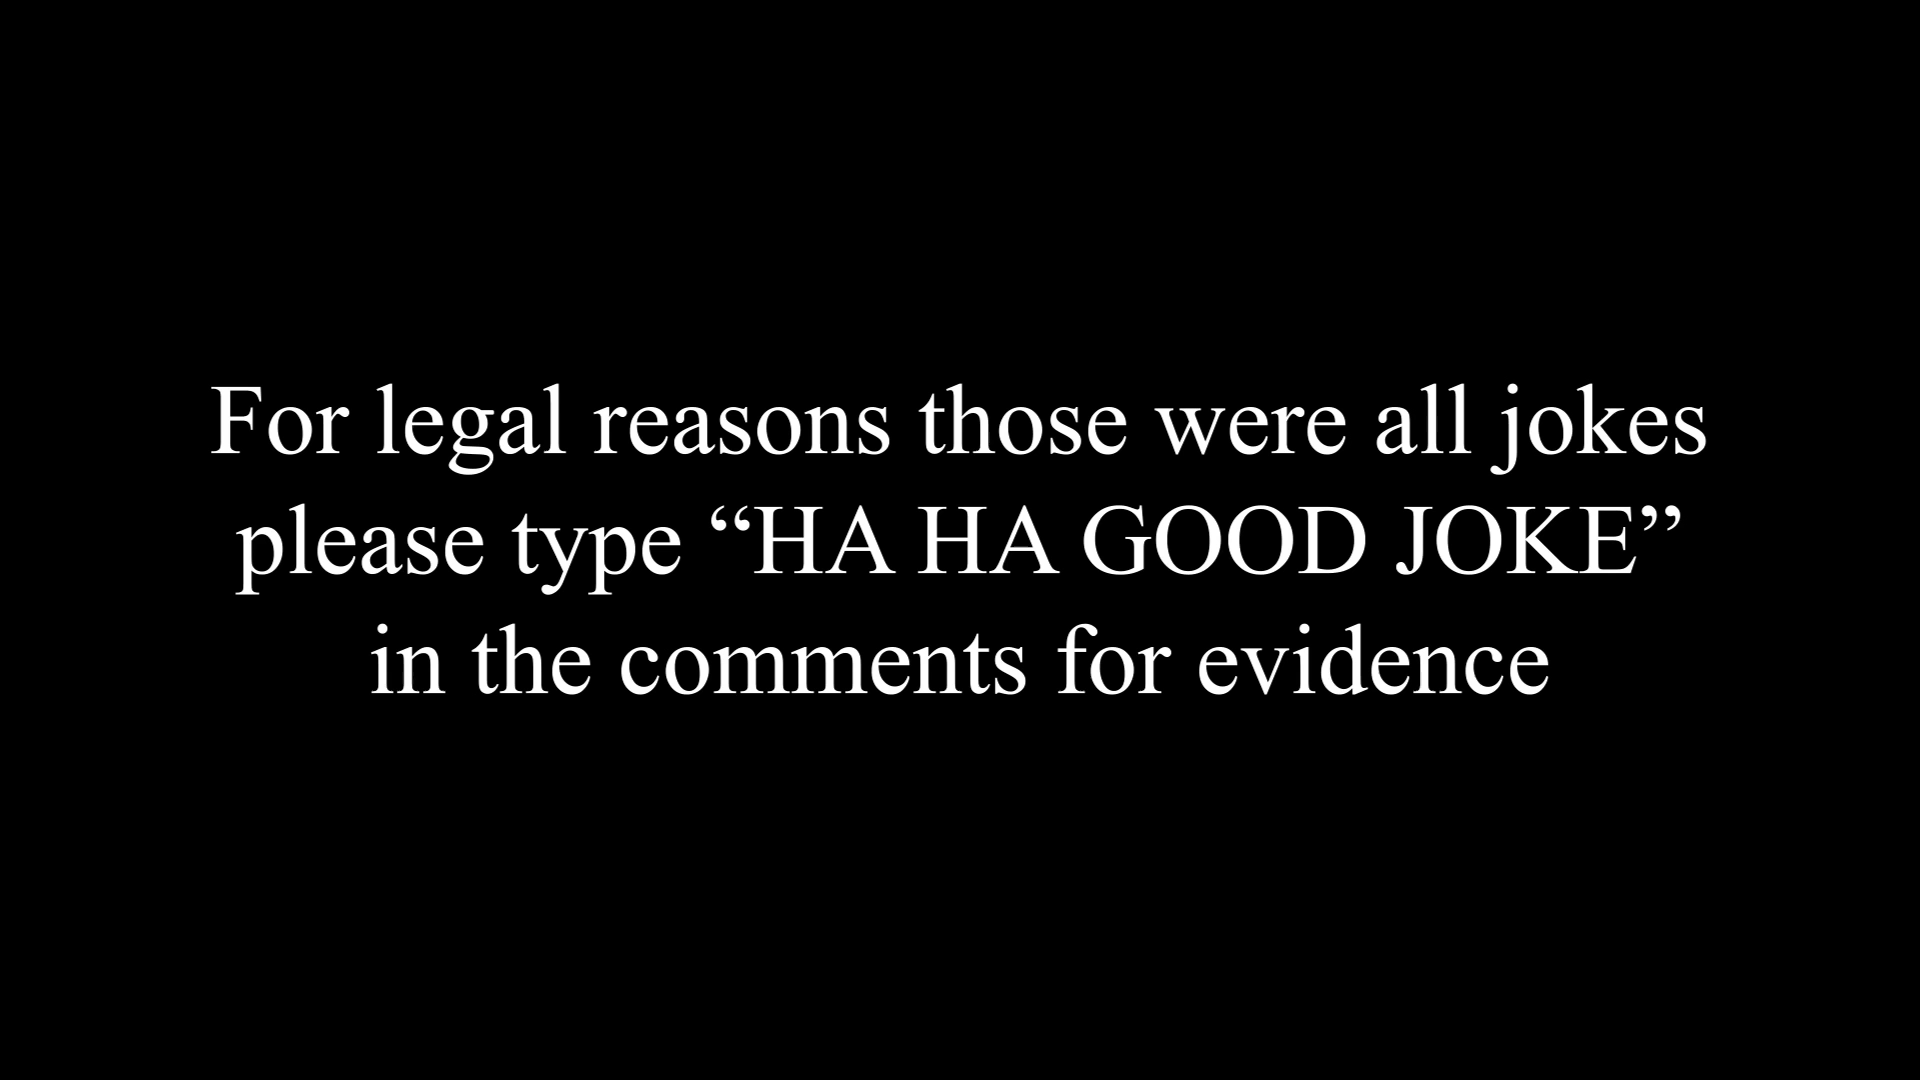 For legal reasons those were all jokes
please type “HA HA GOOD JOKE”
in the comments for evidence